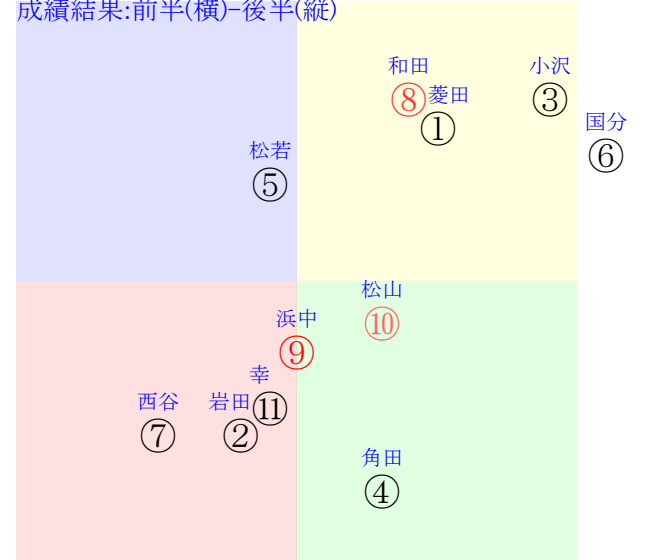 成績結果:前半(横)-後半(縦)
和田
⑧
小沢
③
菱田
①
国分
⑥
松若
⑤
松山
⑩
浜中
⑨
幸
⑪
西谷
⑦
岩田
②
角田
④